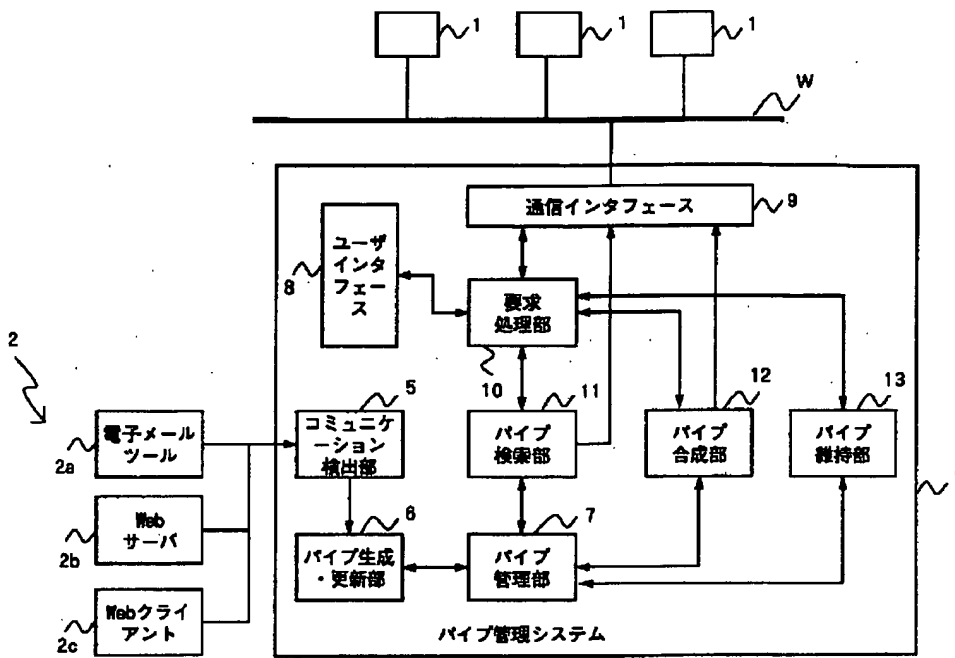 1
1
1
W
通信インタフェース
9
ユーザ
インタ
フェー
ス
8
要求
処理部
10
2
5
11
12
13
電子メール
ツール
2a
コミュニケ
ーション
検出部
パイプ
検索部
パイプ
合成部
パイプ
維持部
6
7
Web
サーバ
2b
パイプ生成
・更新部
パイプ
管理部
Webクライ
アント
2c
パイプ管理システム